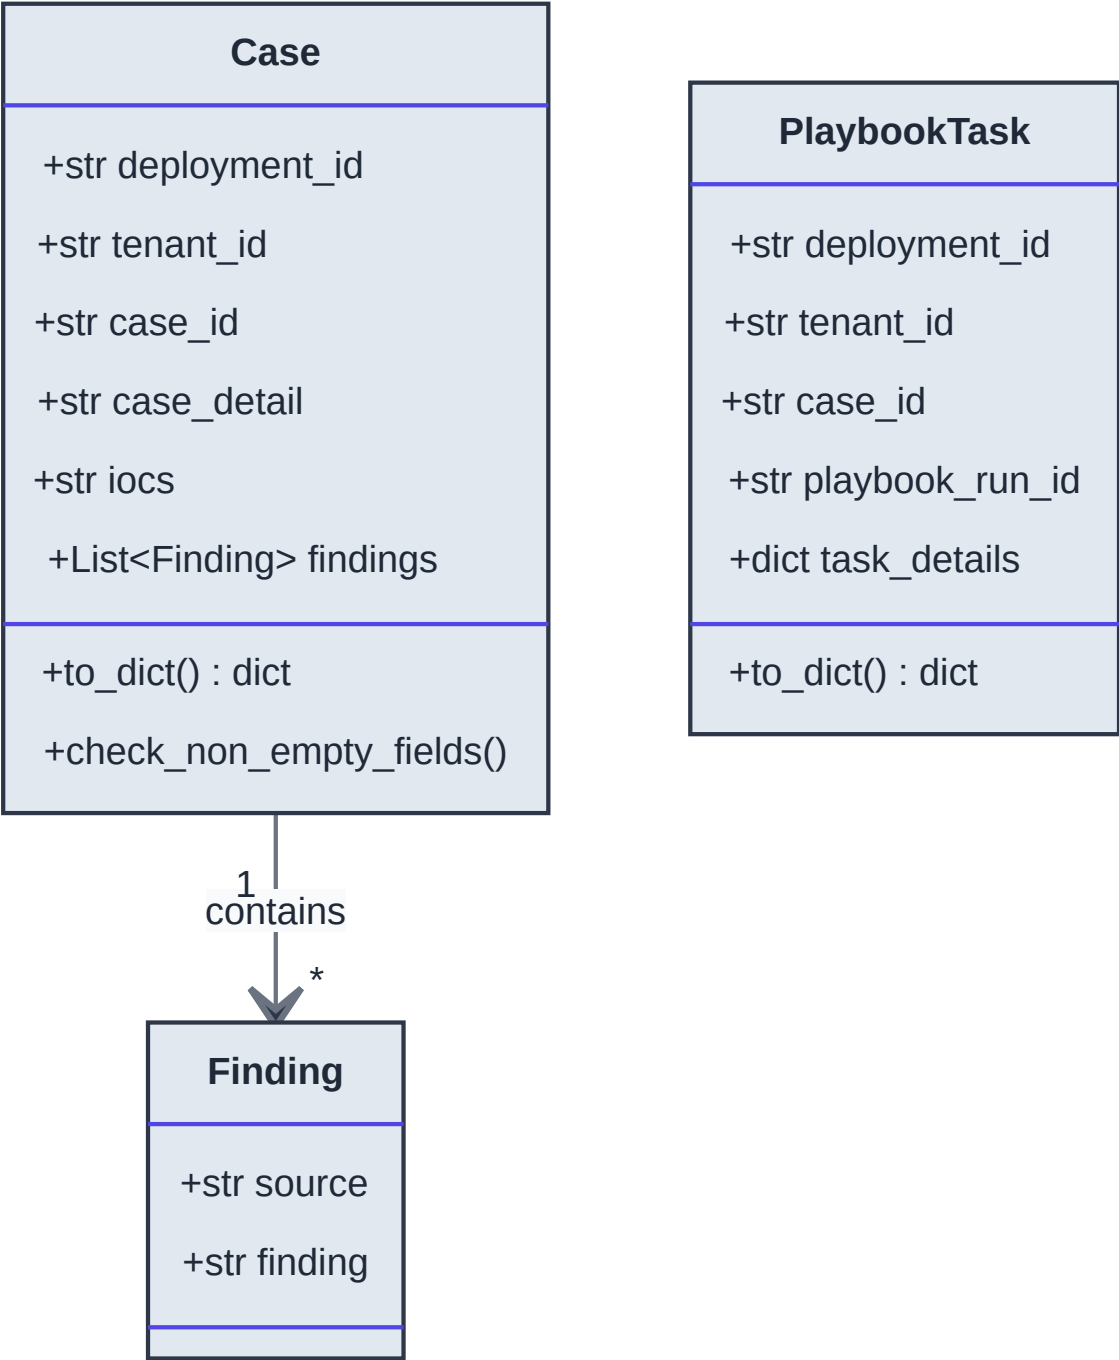 Case
+str deployment_id
+str tenant_id
+str case_id
+str case_detail
+str iocs
+List<Finding> findings
+to_dict() : dict
+check_non_empty_fields()
PlaybookTask
+str deployment_id
+str tenant_id
+str case_id
+str playbook_run_id
+dict task_details
+to_dict() : dict
1
contains
*
Finding
+str source
+str finding